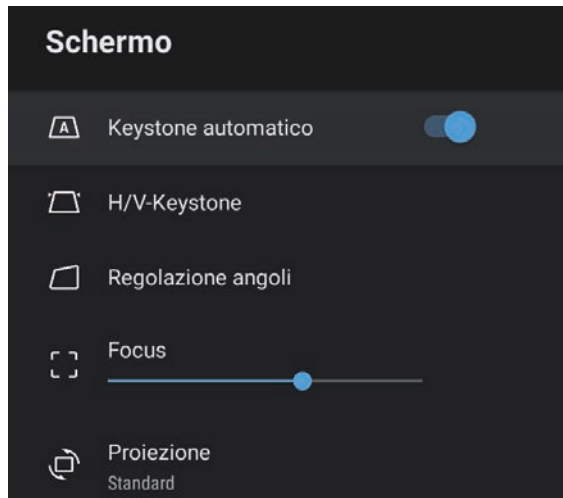 Schermo
A
Keystone automatico
H/V-Keystone
Regolazione angoli
Focus
Proiezione
Standard